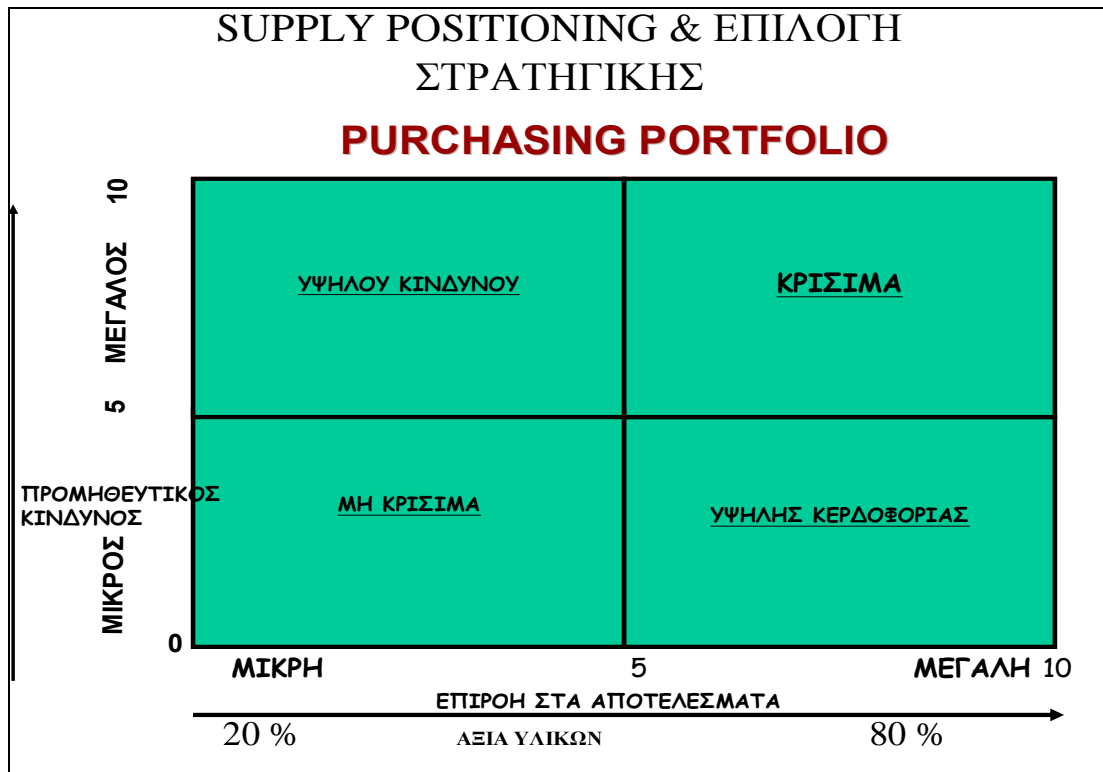 SUPPLY POSITIONING & ΕΠΙΛΟΓΗ
ΣΤΡΑΤΗΓΙΚΗΣ
PURCHASING PORTFOLIO
10
ΜΕΓΑΛΟΣ
5
ΜΙΚΡΟΣ
0
ΠΡΟΜΗΘΕΥΤΙΚΟΣ
ΚΙΝΔΥΝΟΣ
ΥΨΗΛΟΥ ΚΙΝΔΥΝΟΥ
ΚΡΙΣΙΜΑ
ΜΗ ΚΡΙΣΙΜΑ
ΥΨΗΛΗΣ ΚΕΡΔΟΦΟΡΙΑΣ
ΜΙΚΡΗ
5
ΜΕΓΑΛΗ 10
ΕΠΙΡΟΗ ΣΤΑ ΑΠΟΤΕΛΕΣΜΑΤΑ
20 %
ΑΞΙΑ ΥΛΙΚΩΝ
80 %